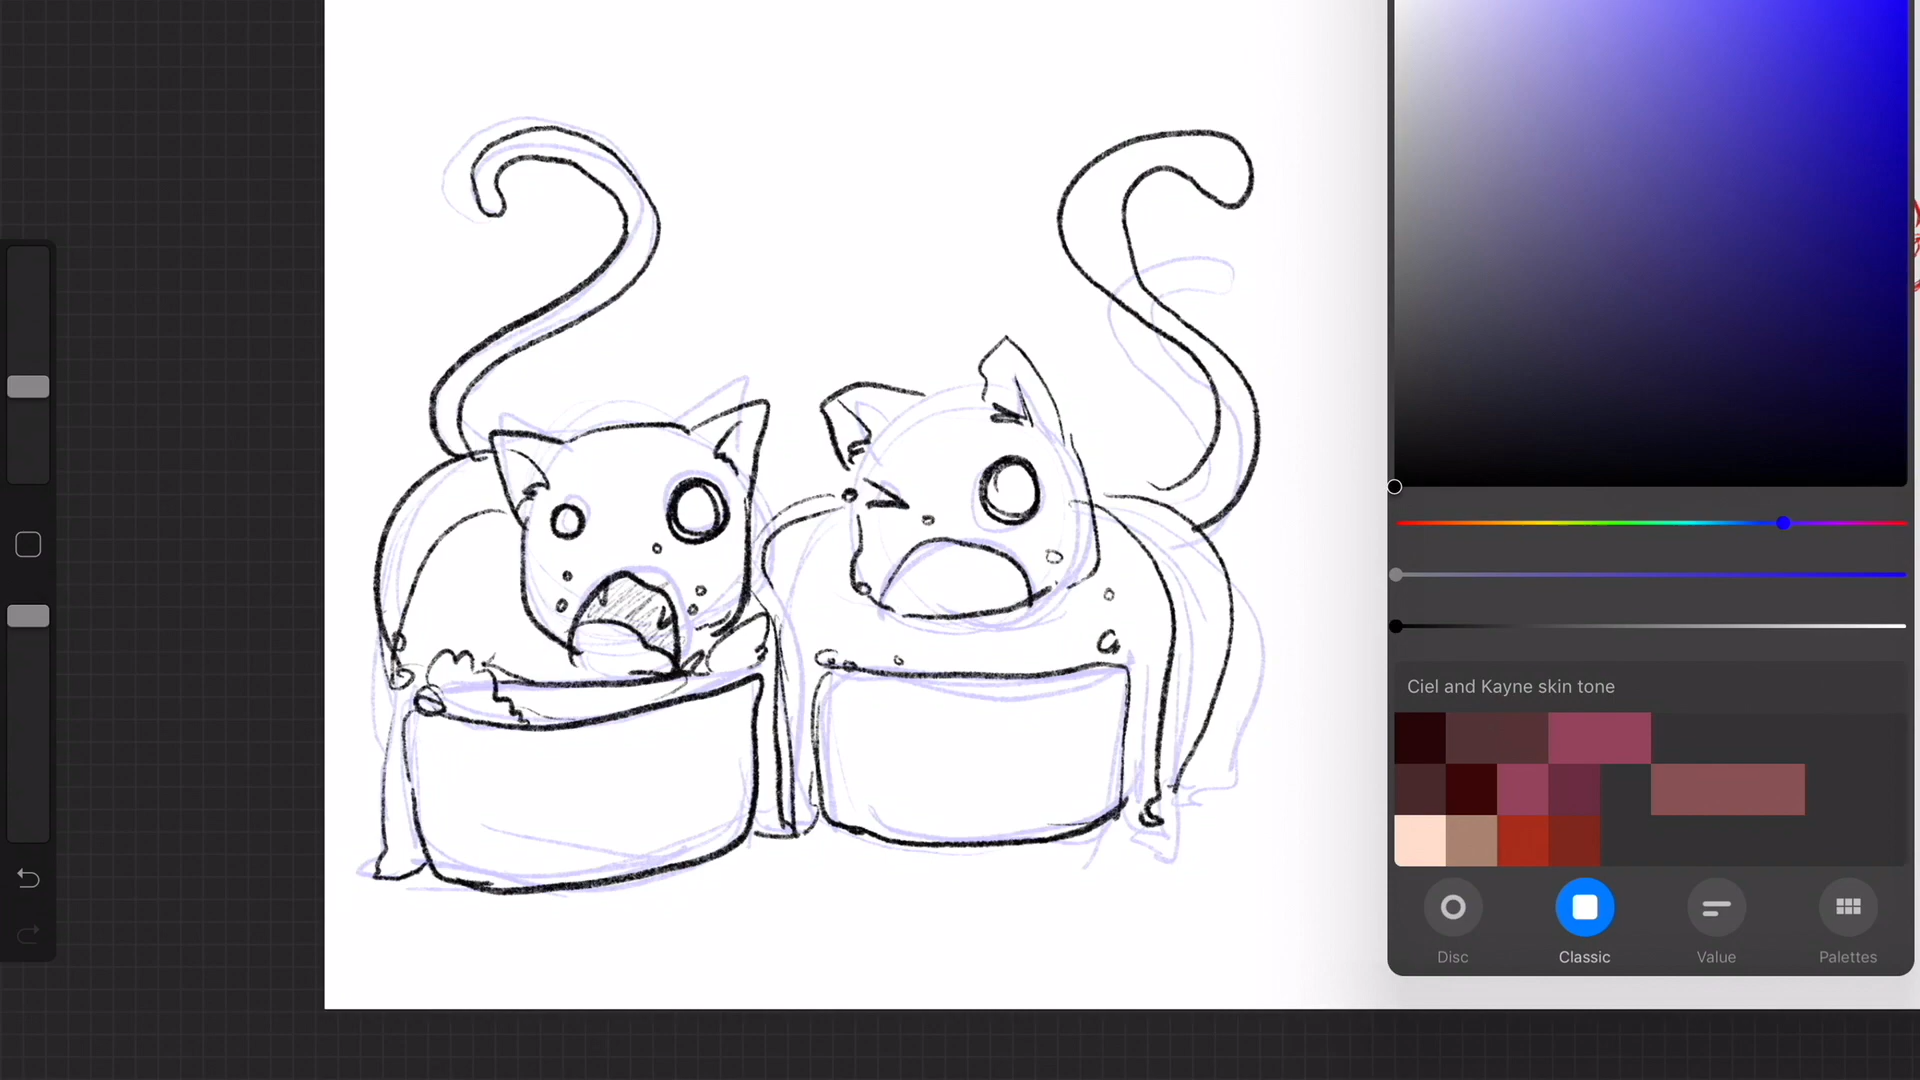 Ciel and Kayne skin tone
Disc
Classic
Value
Palettes